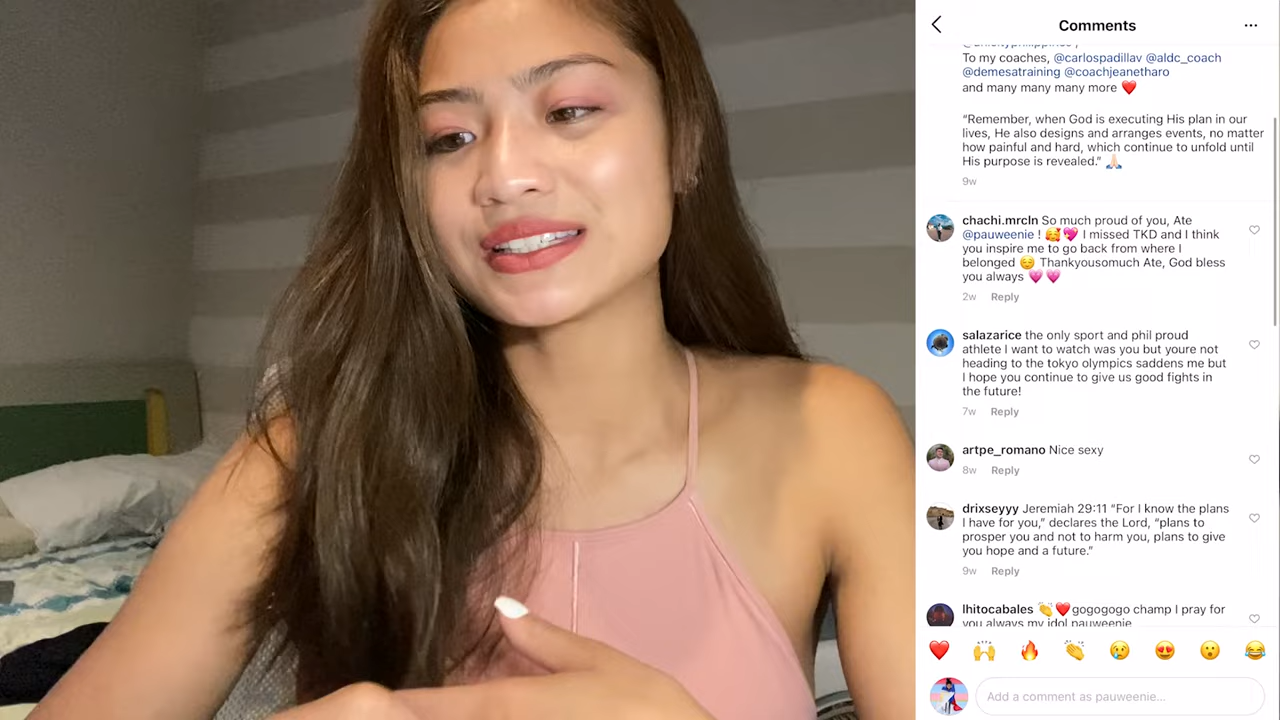 Comments
To my coaches, @carlospadillav @aldc_coach
@demesatraining @coachjeanetharo
and many many many more ❤️
“Remember, when God is executing His plan in our
lives, He also designs and arranges events, no matter
how painful and hard, which continue to unfold until
His purpose is revealed.” 🙏🏻
9w
chachi.mrcln So much proud of you, Ate
@pauweenie ! 🥰💖 I missed TKD and I think
you inspire me to go back from where I
belonged 😌 Thankyousomuch Ate, God bless
you always 💗💗
2w Reply
salazarice the only sport and phil proud
athlete I want to watch was you but youre not
heading to the tokyo olympics saddens me but
I hope you continue to give us good fights in
the future!
7w Reply
artpe_romano Nice sexy
8w Reply
drixseyyy Jeremiah 29:11 “For I know the plans
I have for you,” declares the Lord, “plans to
prosper you and not to harm you, plans to give
you hope and a future.”
9w Reply
lhitocabales 👏❤️gogogogo champ I pray for
you always my idol pauweenie
❤️ 🙌 🔥 👏 😢 😍 😮 😂
Add a comment as pauweenie...